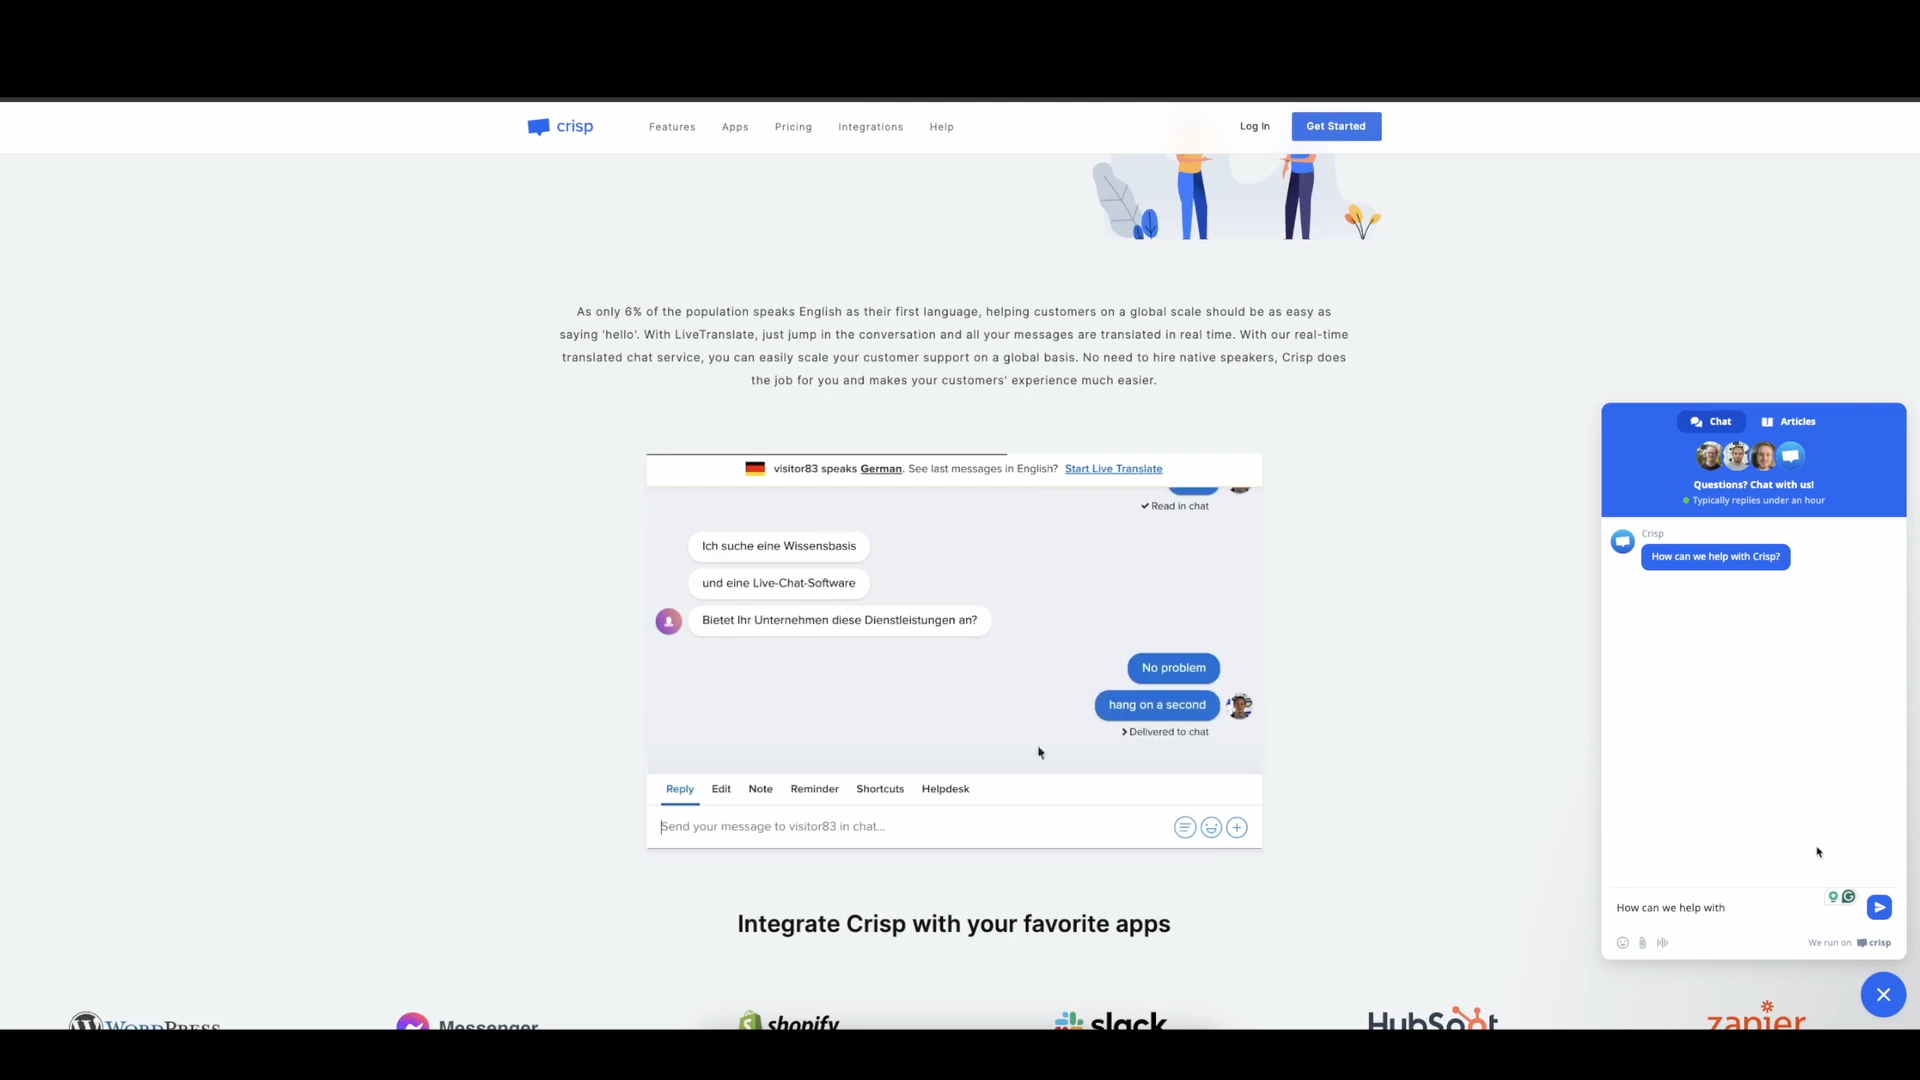 crisp
Features Apps Pricing Integrations Help
Log In
Get Started
As only 6% of the population speaks English as their first language, helping customers on a global scale should be as easy as
saying 'hello'. With LiveTranslate, just jump in the conversation and all your messages are translated in real time. With our real-time
translated chat service, you can easily scale your customer support on a global basis. No need to hire native speakers, Crisp does
the job for you and makes your customers' experience much easier.
visitor83 speaks German. See last messages in English? Start Live Translate
Read in chat
Ich suche eine Wissensbasis
und eine Live-Chat-Software
Bietet Ihr Unternehmen diese Dienstleistungen an?
No problem
hang on a second
Delivered to chat
Reply Edit Note Reminder Shortcuts Helpdesk
Send your message to visitor83 in chat...
Integrate Crisp with your favorite apps
WORDPRESS Messenger shopify slack HubSpot zapier
Chat Articles
Questions? Chat with us!
Typically replies under an hour
Crisp
How can we help with Crisp?
How can we help with
We run on crisp